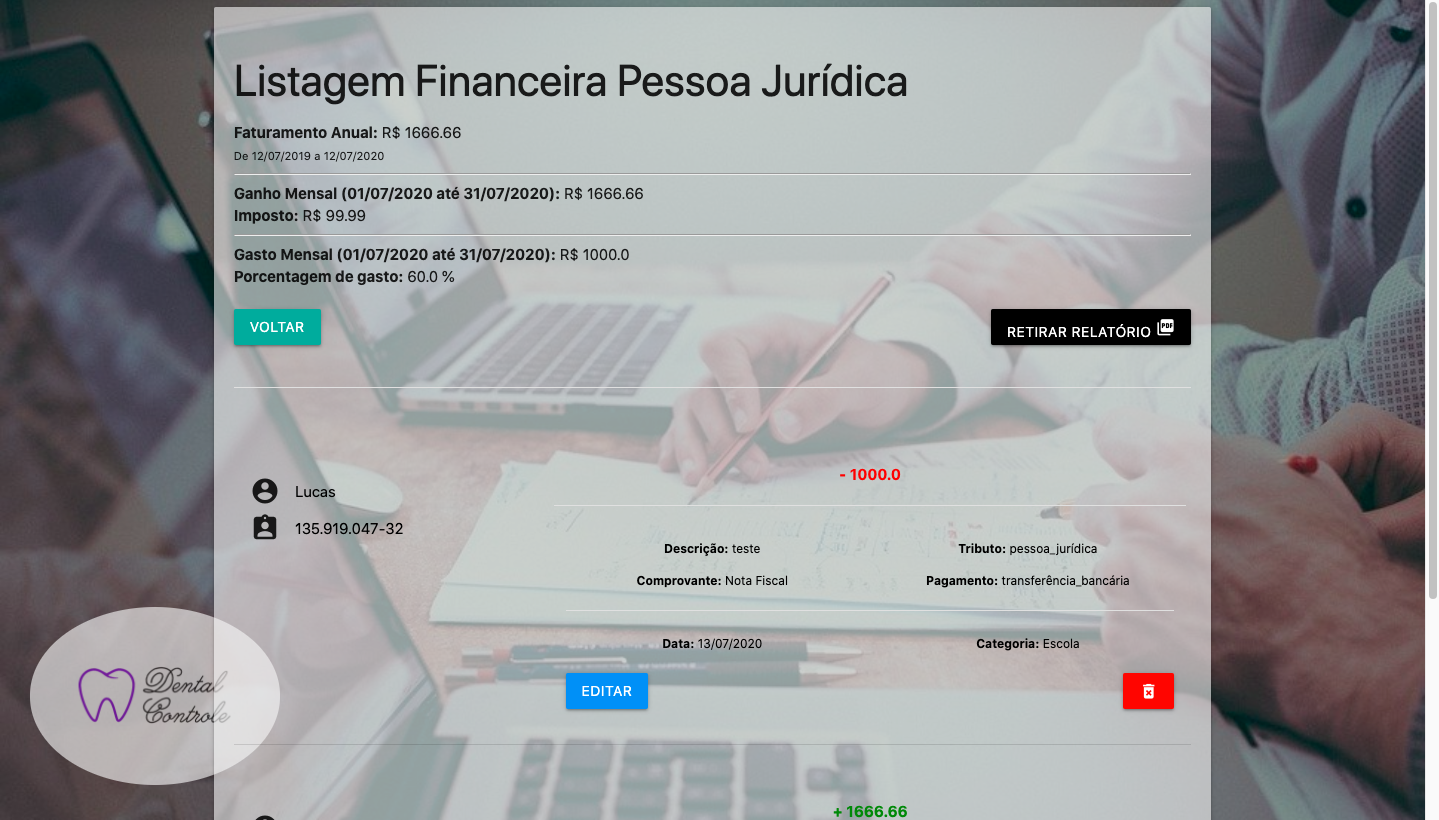 Listagem Financeira Pessoa Jurídica
Faturamento Anual: R$ 1666.66
De 12/07/2019 a 12/07/2020
Ganho Mensal (01/07/2020 até 31/07/2020): R$ 1666.66
Imposto: R$ 99.99
Gasto Mensal (01/07/2020 até 31/07/2020): R$ 1000.0
Porcentagem de gasto: 60.0 %
VOLTAR
RETIRAR RELATÓRIO PDF
- 1000.0
Lucas
135.919.047-32
Descrição: teste
Tributo: pessoa_jurídica
Comprovante: Nota Fiscal
Pagamento: transferência_bancária
Data: 13/07/2020
Categoria: Escola
EDITAR
Dental
Controle
+ 1666.66